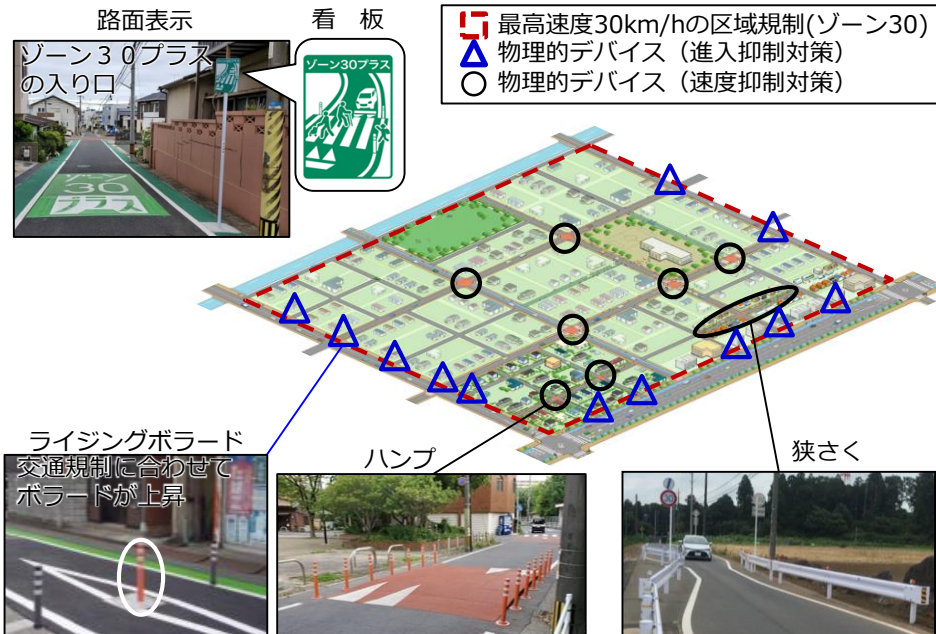 路面表示
看　板
ゾーン３０プラス
の入り口
ゾーン30プラス
ゾーン
30
プラス
最高速度30km/hの区域規制(ゾーン30)
物理的デバイス（進入抑制対策）
物理的デバイス（速度抑制対策）
ライジングボラード
交通規制に合わせて
ボラードが上昇
ハンプ
狭さく
30